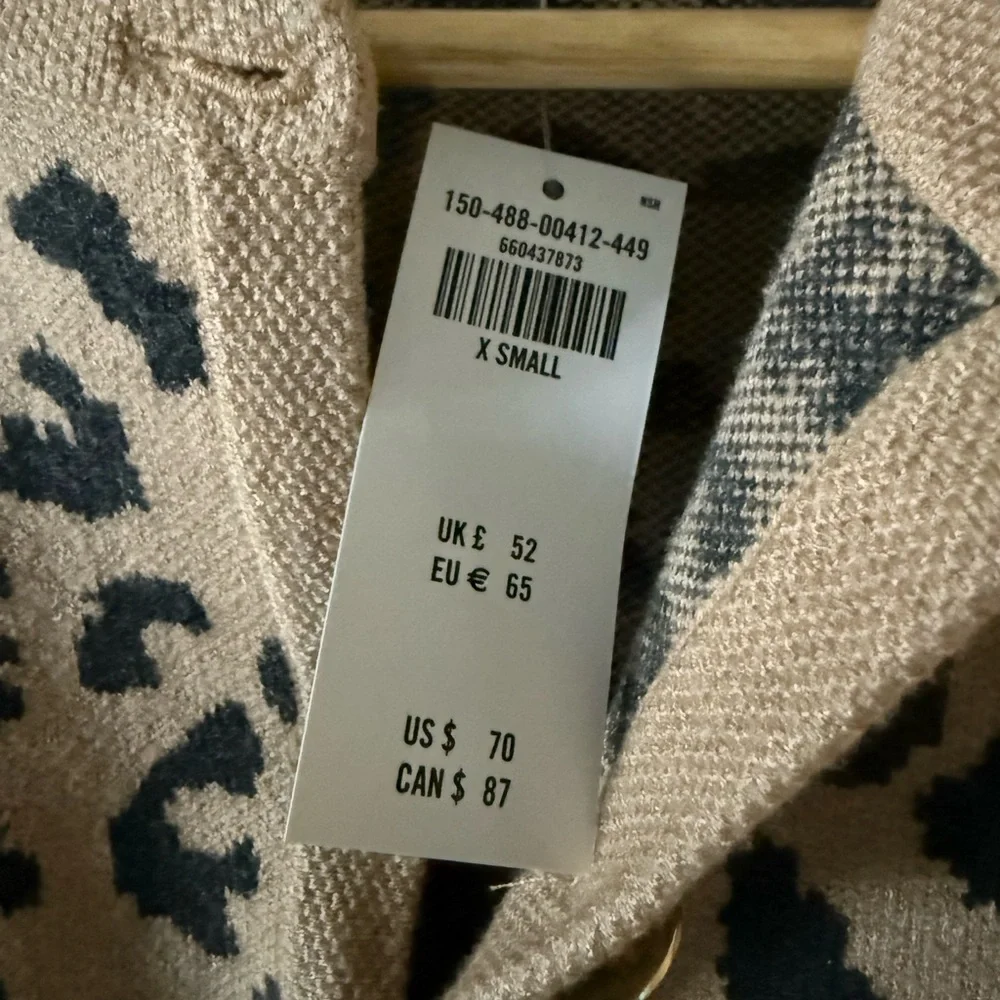 150-488-00412-449
660437873
X SMALL
UK £ 52
EU € 65
US $ 70
CAN $ 87